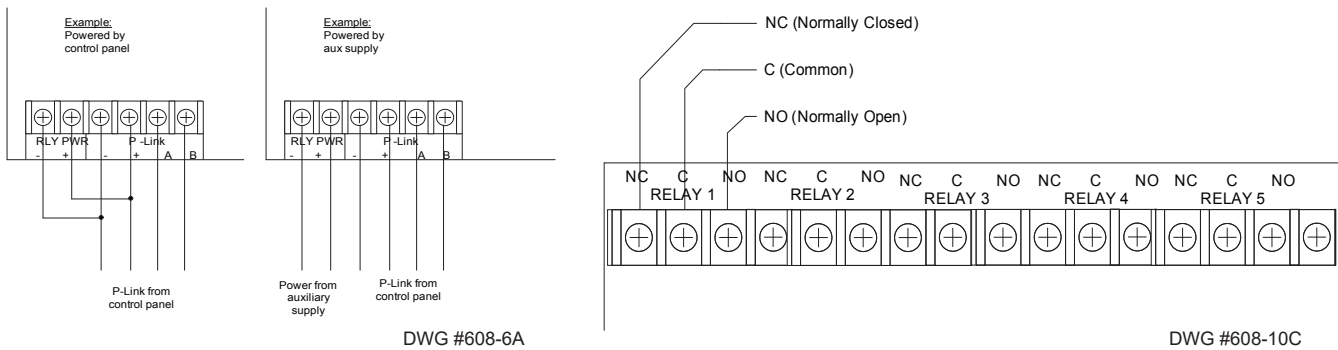 Example:
Powered by
control panel
RLY PWR P -Link
- + - + A B
P-Link from
control panel
Example:
Powered by
aux supply
RLY PWR P -Link
- + - + A B
Power from
auxiliary
supply
P-Link from
control panel
DWG #608-6A
NC (Normally Closed)
C (Common)
NO (Normally Open)
NC C NO NC C NO NC C NO NC C NO NC C NO
RELAY 1 RELAY 2 RELAY 3 RELAY 4 RELAY 5
DWG #608-10C